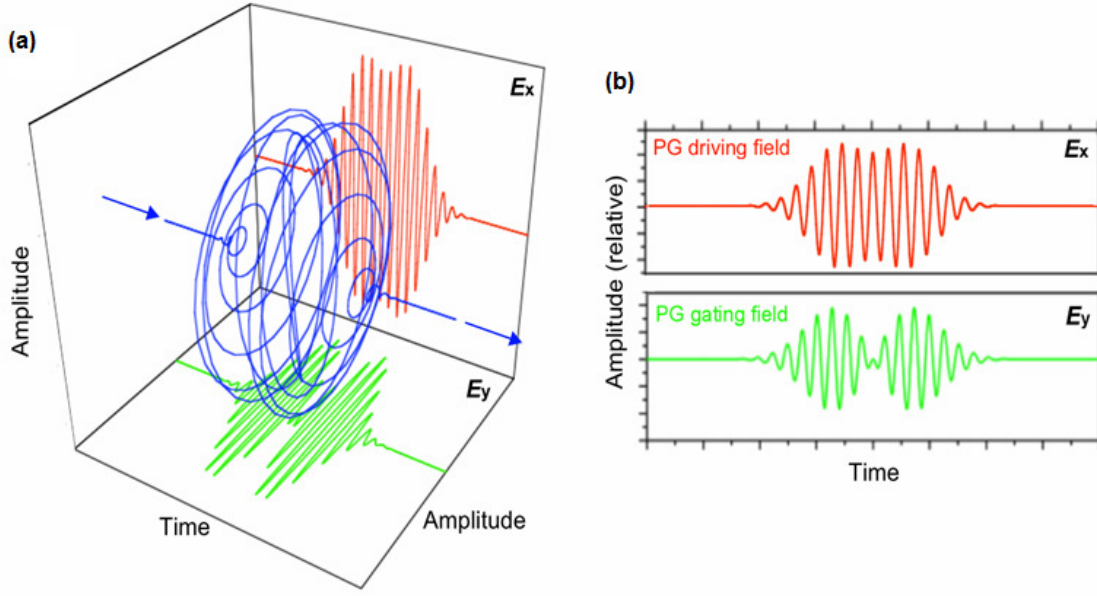 (a)
Ex
Amplitude
Ey
Time
Amplitude
(b)
PG driving field
Ex
Amplitude (relative)
PG gating field
Ey
Time